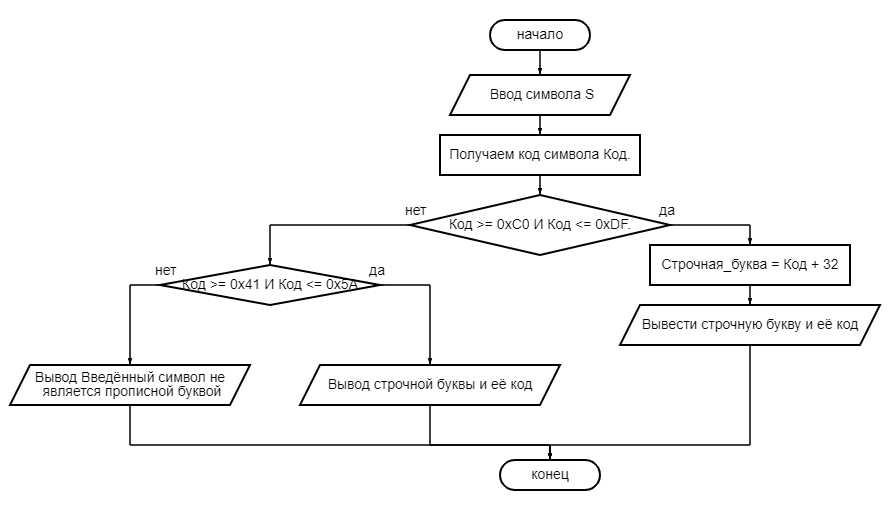 начало
Ввод символа S
Получаем код символа Код.
нет
да
Код >= 0xC0 И Код <= 0xDF.
Строчная_буква = Код + 32
нет
да
Код >= 0x41 И Код <= 0x5A
Вывести строчную букву и её код
Вывод Введённый символ не
является прописной буквой
Вывод строчной буквы и её код
конец